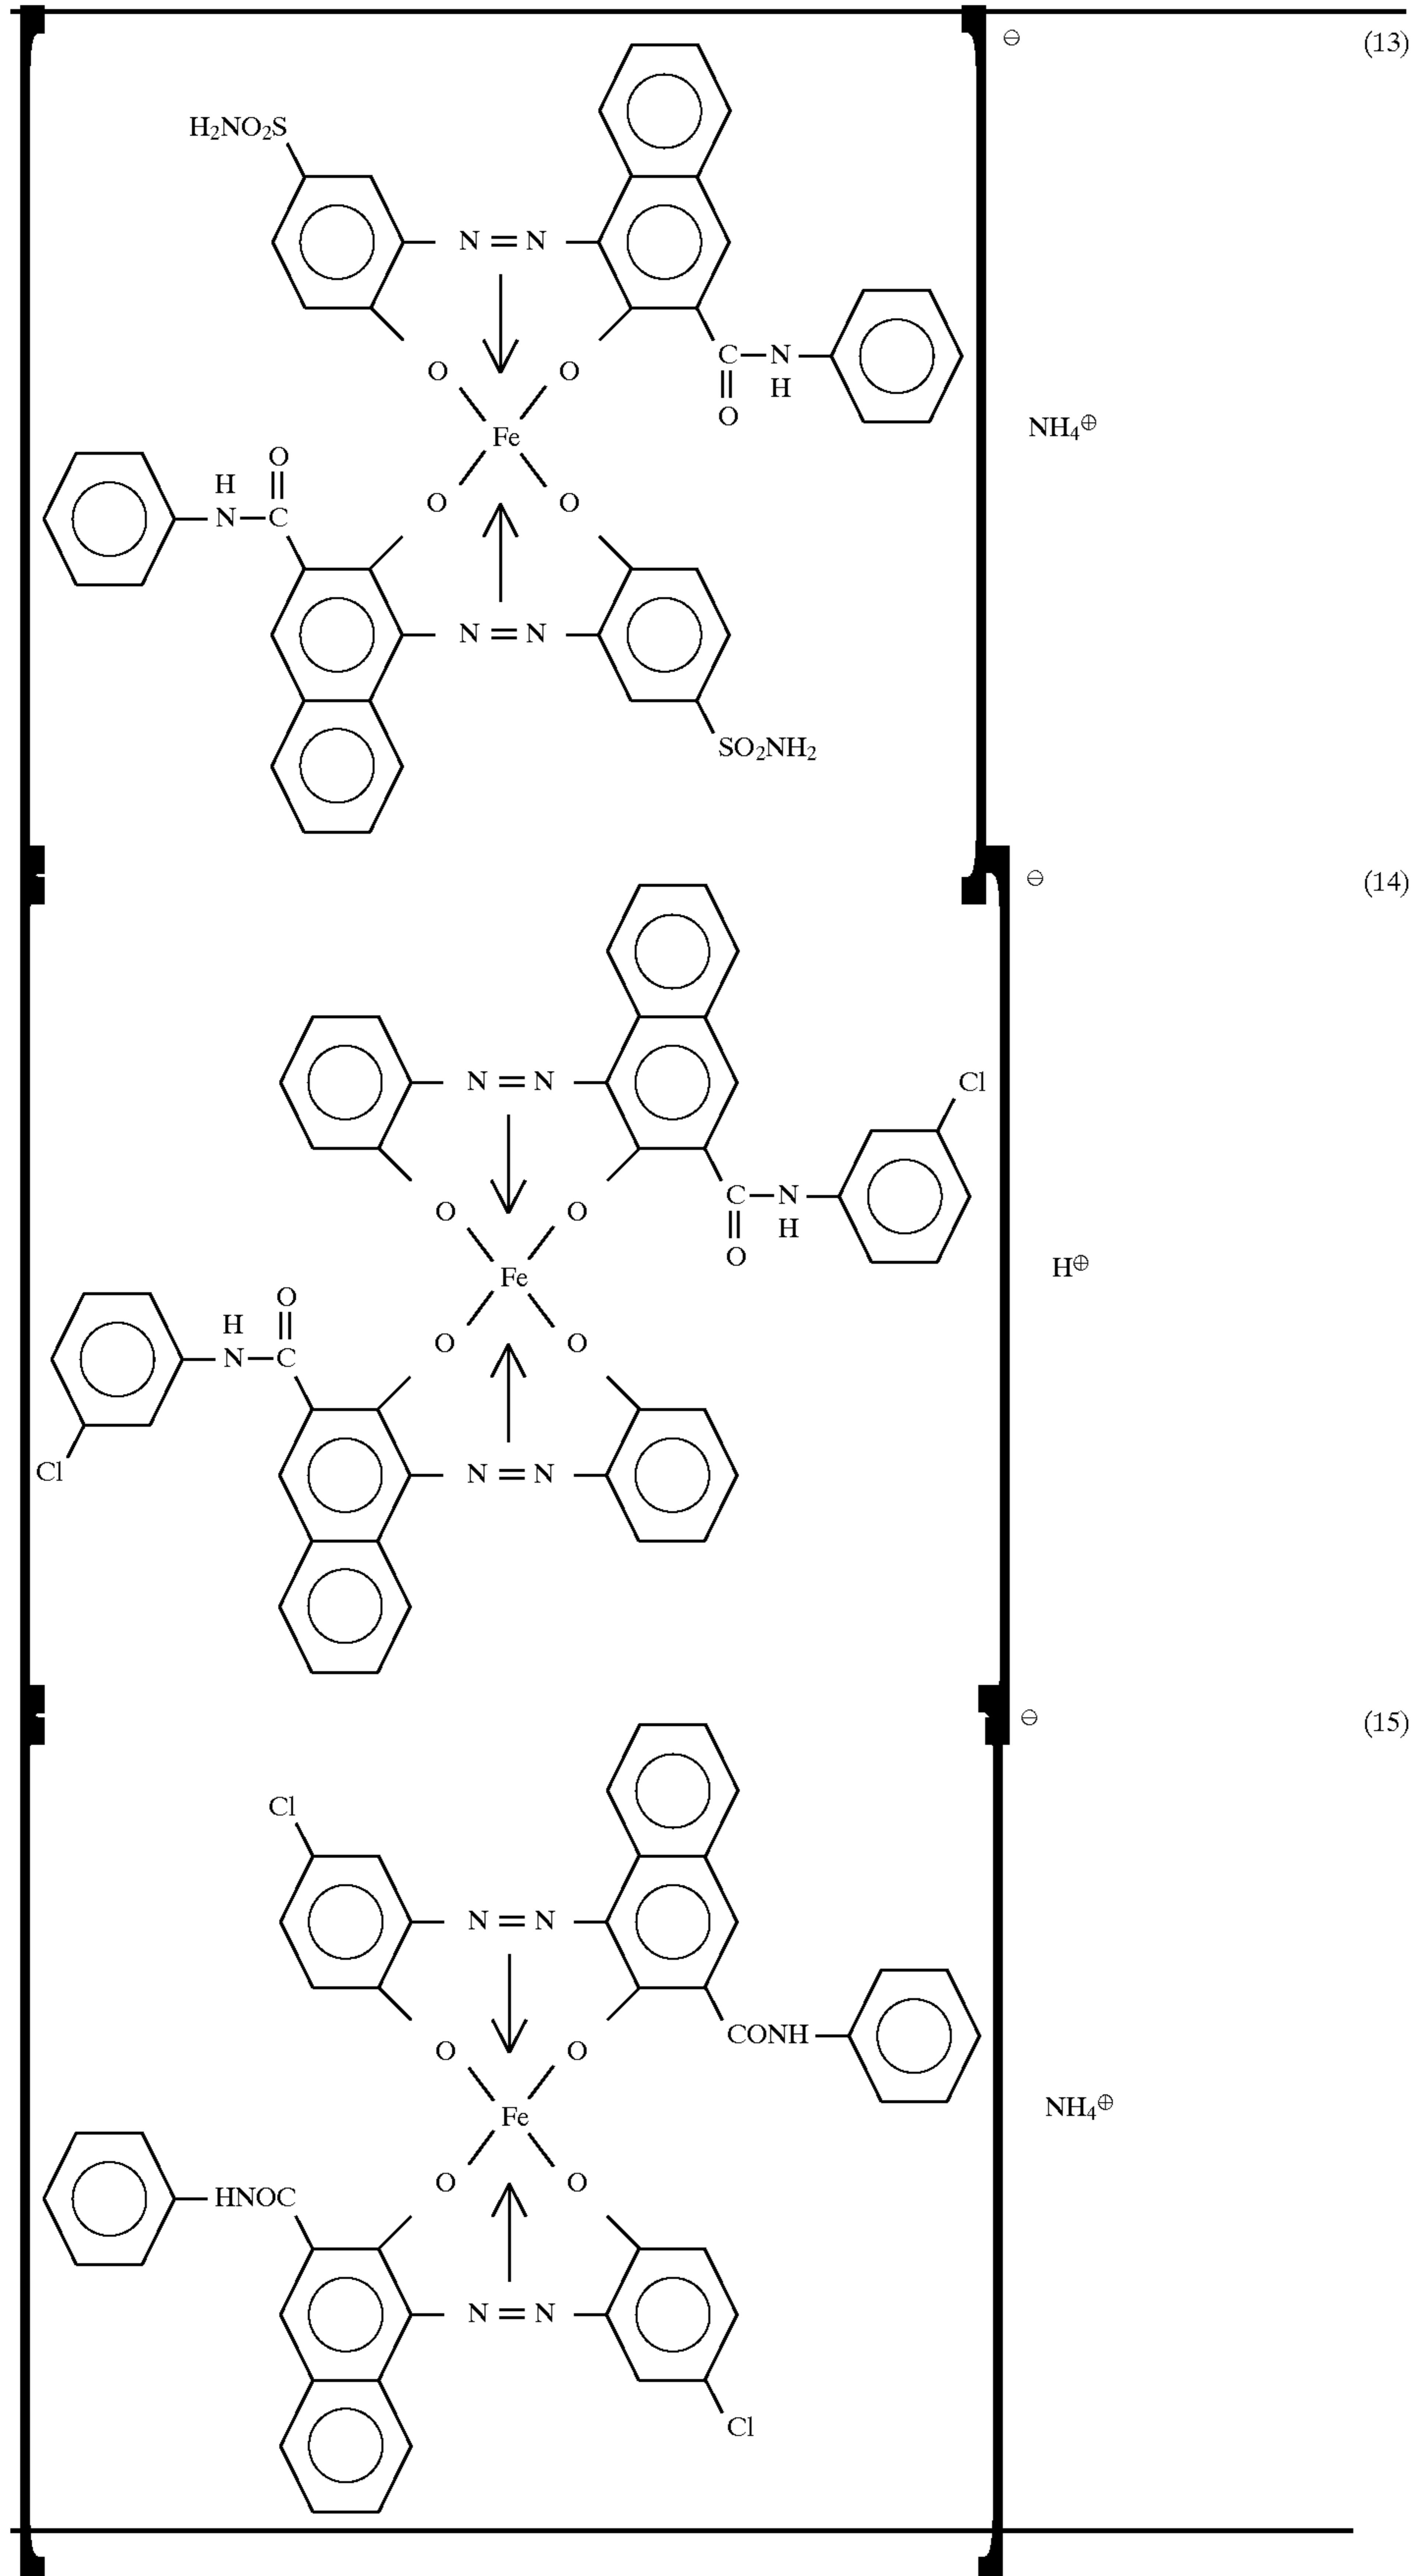 ⊖ (13)
H₂NO₂S
N=N
C—N
H
O
O O
Fe
NH₄⊕
O
H
N—C
O O
N=N
SO₂NH₂
⊖ (14)
Cl
N=N
C—N
H
O
O O
Fe
H⊕
O
H
N—C
O O
Cl
N=N
⊖ (15)
Cl
N=N
CONH
O O
Fe
NH₄⊕
HNOC
O O
N=N
Cl